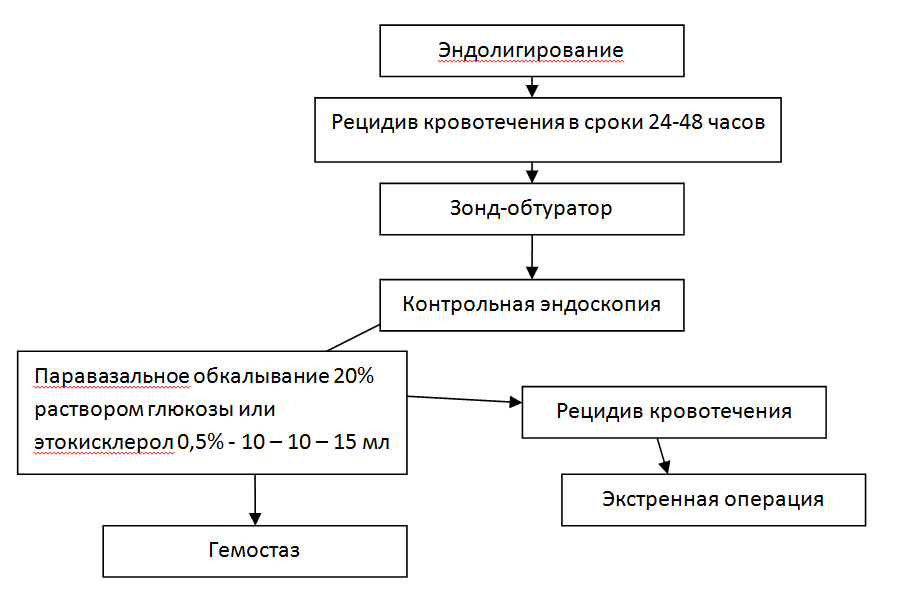 Эндолигирование
Рецидив кровотечения в сроки 24-48 часов
Зонд-обтуратор
Контрольная эндоскопия
Паравазальное обкалывание 20%
раствором глюкозы или
этокисклерол 0,5% - 10 – 10 – 15 мл
Рецидив кровотечения
Экстренная операция
Гемостаз